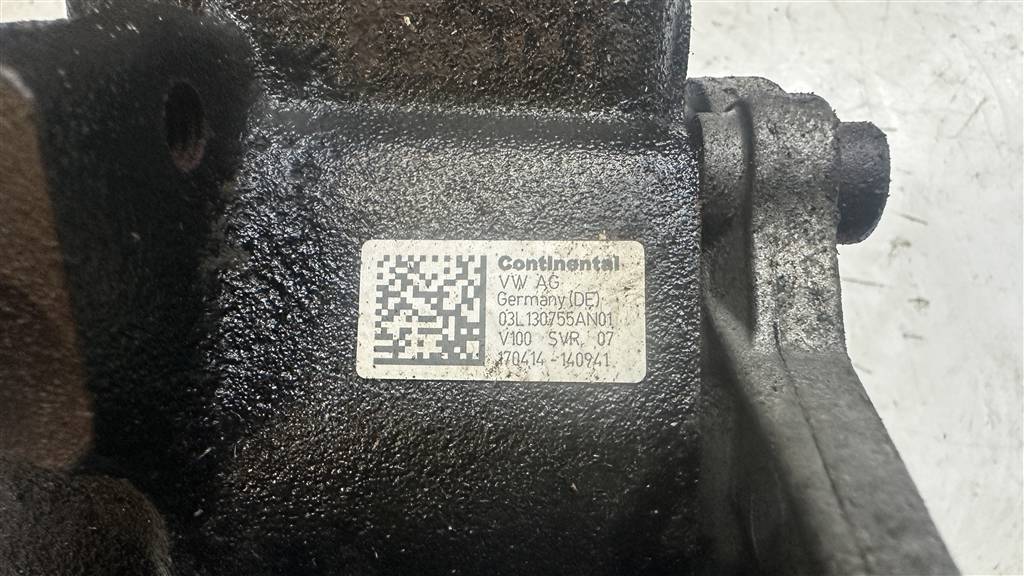 Continental
VW AG
Germany (DE)
03L130755AN01
V100 SVR. 07
170414-140941